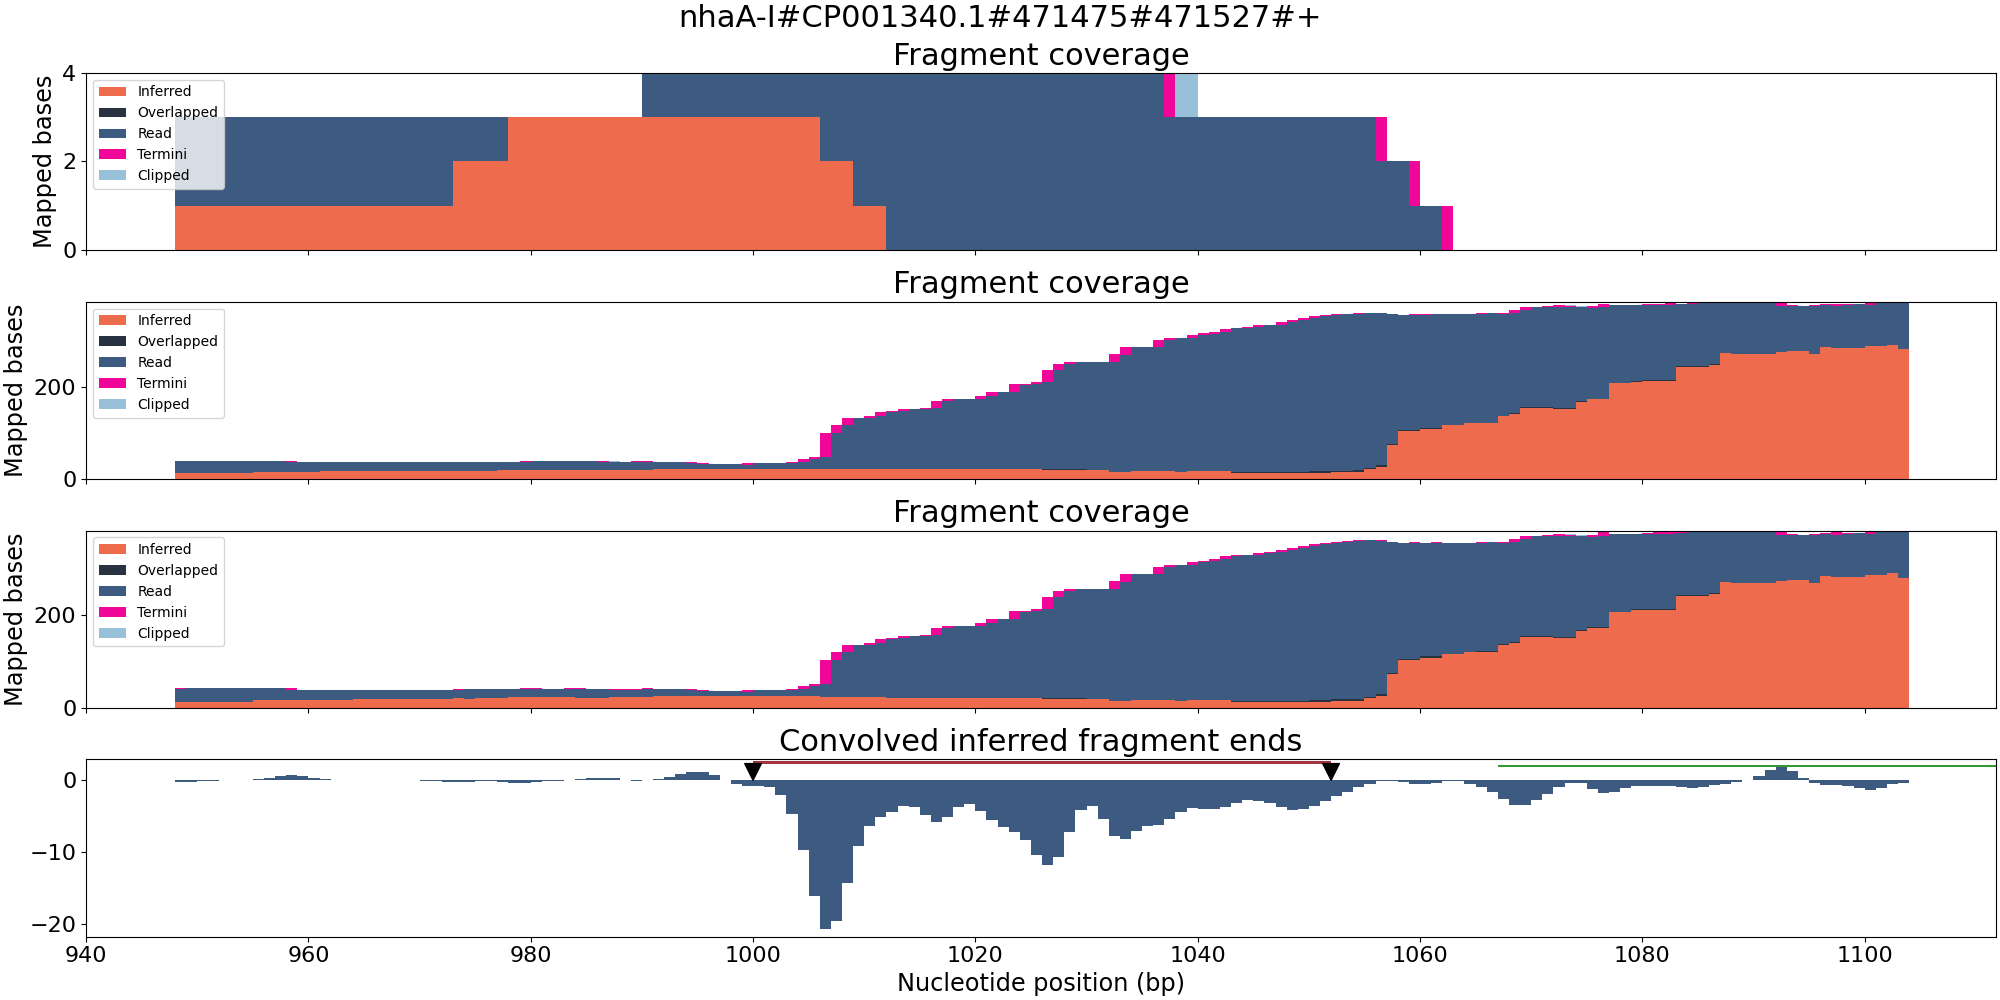 nhaA-I#CP001340.1#471475#471527#+
Fragment coverage
Mapped bases
4
2
0
Inferred
Overlapped
Read
Termini
Clipped
Fragment coverage
Mapped bases
200
0
Inferred
Overlapped
Read
Termini
Clipped
Fragment coverage
Mapped bases
200
0
Inferred
Overlapped
Read
Termini
Clipped
Convolved inferred fragment ends
0
−10
−20
940 960 980 1000 1020 1040 1060 1080 1100
Nucleotide position (bp)